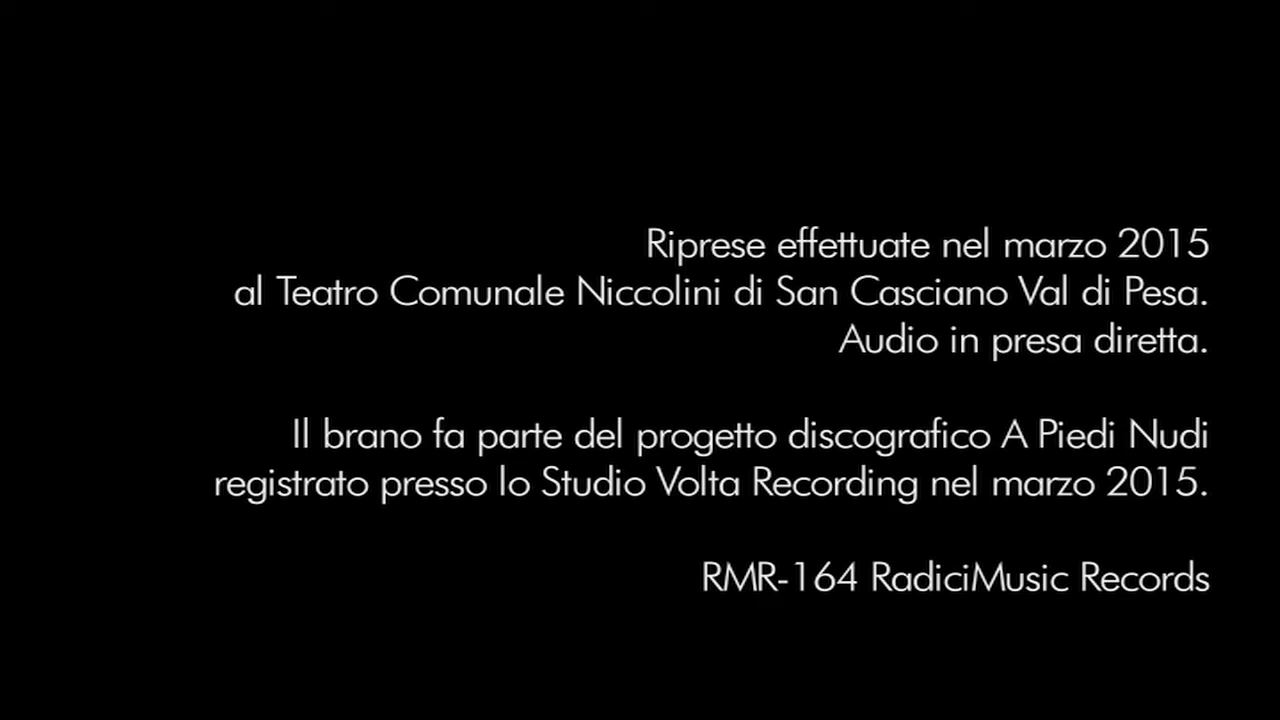 Riprese effettuate nel marzo 2015
al Teatro Comunale Niccolini di San Casciano Val di Pesa.
Audio in presa diretta.
Il brano fa parte del progetto discografico A Piedi Nudi
registrato presso lo Studio Volta Recording nel marzo 2015.
RMR-164 RadiciMusic Records